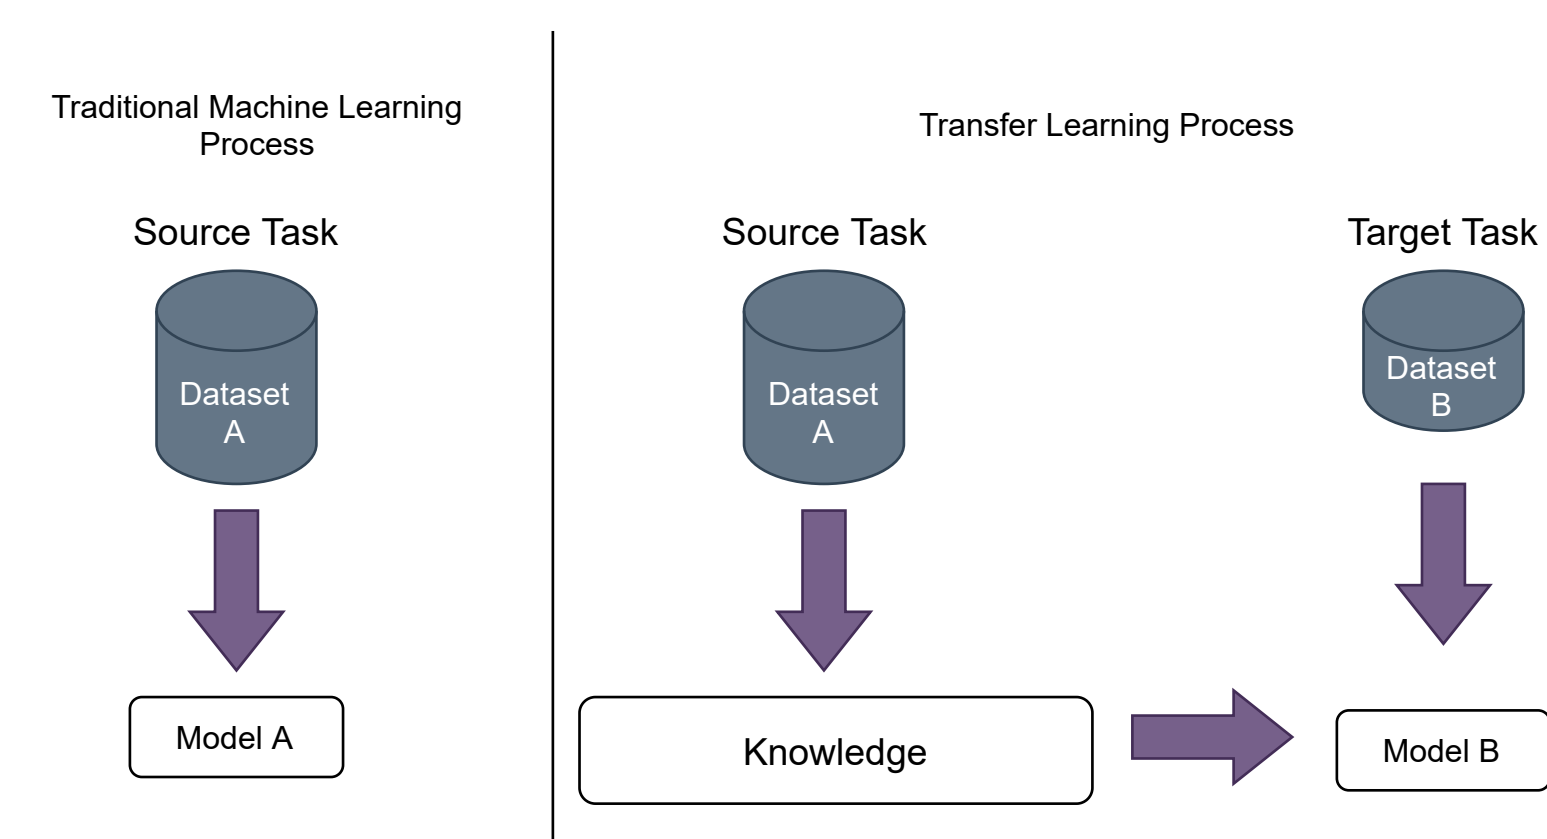 Traditional Machine Learning
Process
Source Task
Dataset
A
Model A
Transfer Learning Process
Source Task
Dataset
A
Knowledge
Target Task
Dataset
B
Model B